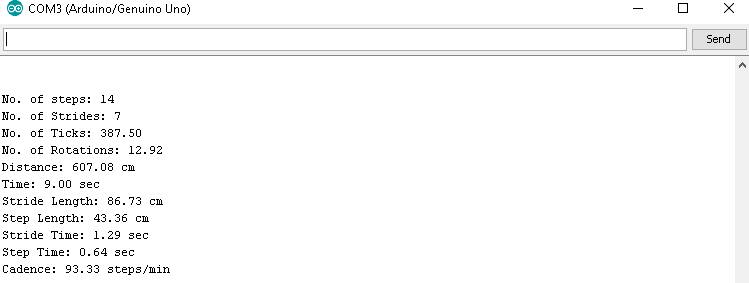 COM3 (Arduino/Genuino Uno)
Send
No. of steps: 14
No. of Strides: 7
No. of Ticks: 387.50
No. of Rotations: 12.92
Distance: 607.08 cm
Time: 9.00 sec
Stride Length: 86.73 cm
Step Length: 43.36 cm
Stride Time: 1.29 sec
Step Time: 0.64 sec
Cadence: 93.33 steps/min